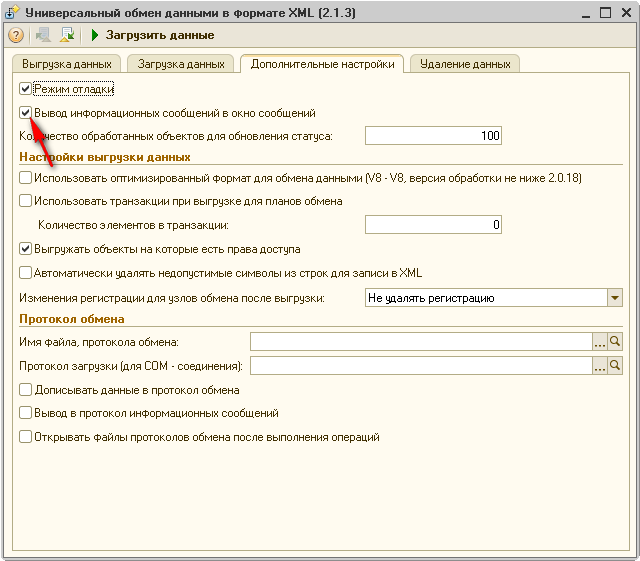 Универсальный обмен данными в формате XML (2.1.3)
Загрузить данные
Выгрузка данных Загрузка данных Дополнительные настройки Удаление данных
Режим отладки
Вывод информационных сообщений в окно сообщений
Количество обработанных объектов для обновления статуса: 100
Настройки выгрузки данных
Использовать оптимизированный формат для обмена данными (V8 - V8, версия обработки не ниже 2.0.18)
Использовать транзакции при выгрузке для планов обмена
Количество элементов в транзакции: 0
Выгружать объекты на которые есть права доступа
Автоматически удалять недопустимые символы из строк для записи в XML
Изменения регистрации для узлов обмена после выгрузки: Не удалять регистрацию
Протокол обмена
Имя файла, протокола обмена: ...
Протокол загрузки (для COM - соединения): ...
Дописывать данные в протокол обмена
Вывод в протокол информационных сообщений
Открывать файлы протоколов обмена после выполнения операций